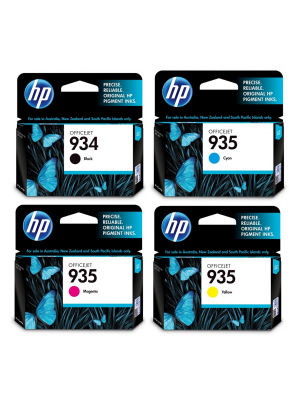 hp
PRECISE.
RELIABLE.
ORIGINAL HP
PIGMENT INKS.
For sale in Australia, New Zealand and South Pacific Islands only.
OFFICEJET
934
Black
hp
PRECISE.
RELIABLE.
ORIGINAL HP
PIGMENT INKS.
For sale in Australia, New Zealand and South Pacific Islands only.
OFFICEJET
935
Cyan
hp
PRECISE.
RELIABLE.
ORIGINAL HP
PIGMENT INKS.
For sale in Australia, New Zealand and South Pacific Islands only.
OFFICEJET
935
Magenta
hp
PRECISE.
RELIABLE.
ORIGINAL HP
PIGMENT INKS.
For sale in Australia, New Zealand and South Pacific Islands only.
OFFICEJET
935
Yellow